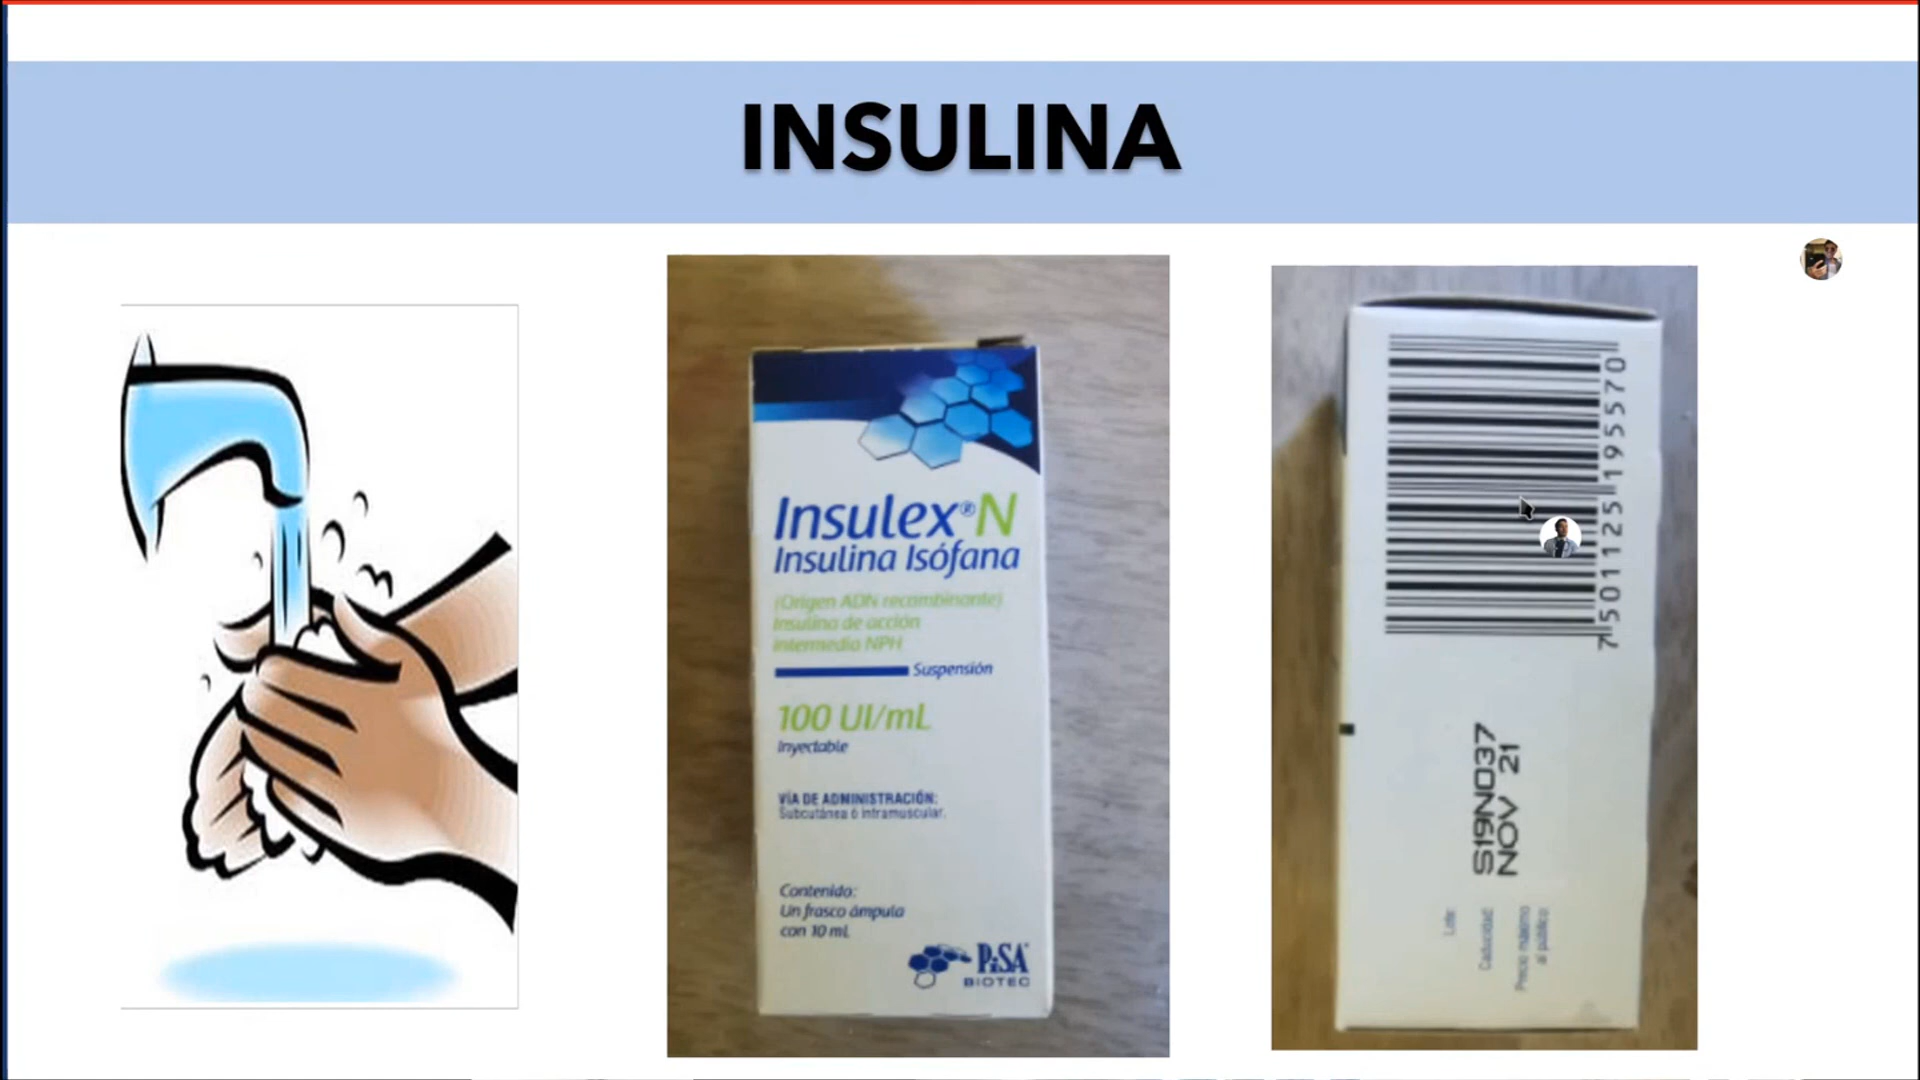 INSULINA
Insulex®N
Insulina Isófana
(Origen ADN recombinante)
Insulina de acción
intermedia NPH
Suspensión
100 UI/mL
Inyectable
VÍA DE ADMINISTRACIÓN:
Subcutánea ó intramuscular.
Contenido:
Un frasco ámpula
con 10 mL
PiSA
BIOTEC
7501125195570
S19N037
NOV 21
Lote:
Caducidad:
Precio máximo
al público: